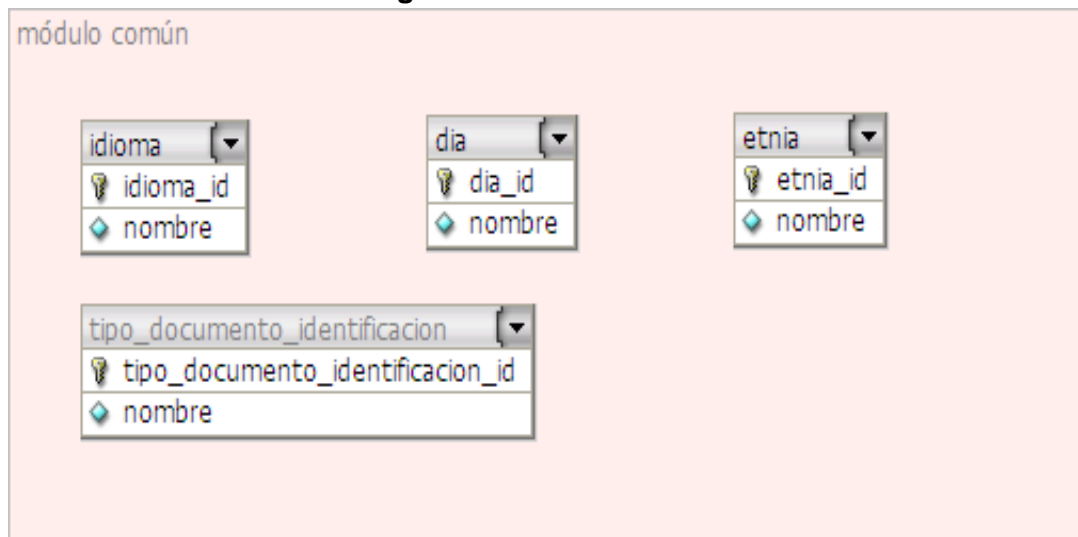 módulo común
idioma
idioma_id
nombre
dia
dia_id
nombre
etnia
etnia_id
nombre
tipo_documento_identificacion
tipo_documento_identificacion_id
nombre